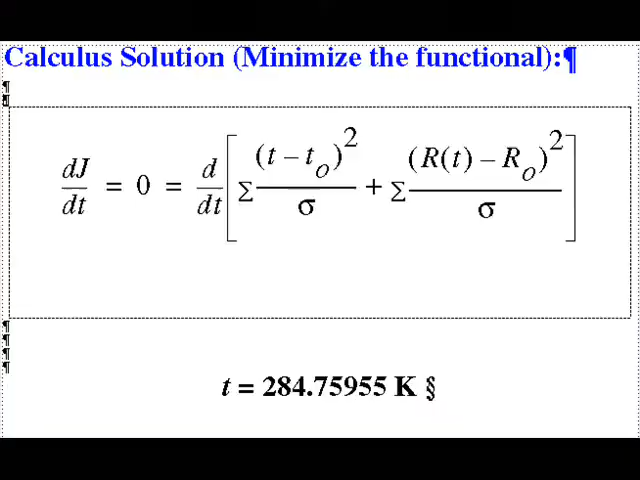 Calculus Solution (Minimize the functional):¶
¶
¶
dJ/dt = 0 = d/dt [ Σ (t – t_O)^2 / σ + Σ (R(t) – R_O)^2 / σ ]
¶
¶
¶
¶
t = 284.75955 K §